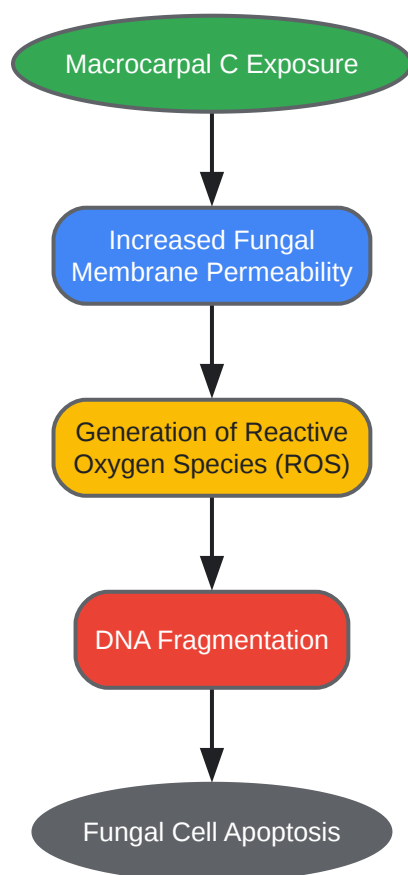 Macrocarpal C Exposure
Increased Fungal
Membrane Permeability
Generation of Reactive
Oxygen Species (ROS)
DNA Fragmentation
Fungal Cell Apoptosis